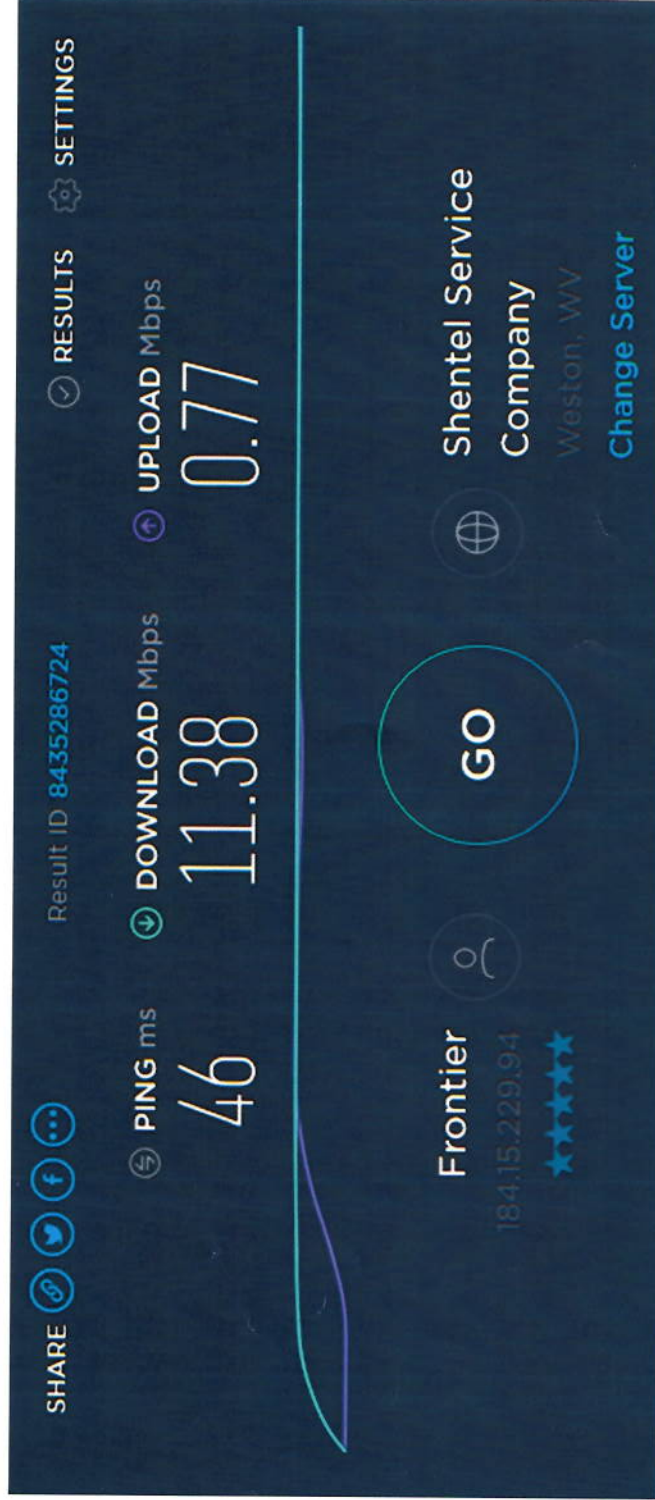 SHARE
Result ID 8435286724
RESULTS SETTINGS
PING ms
46
DOWNLOAD Mbps
11.38
UPLOAD Mbps
0.77
Frontier
184.15.229.94
GO
Shentel Service
Company
Weston, WV
Change Server